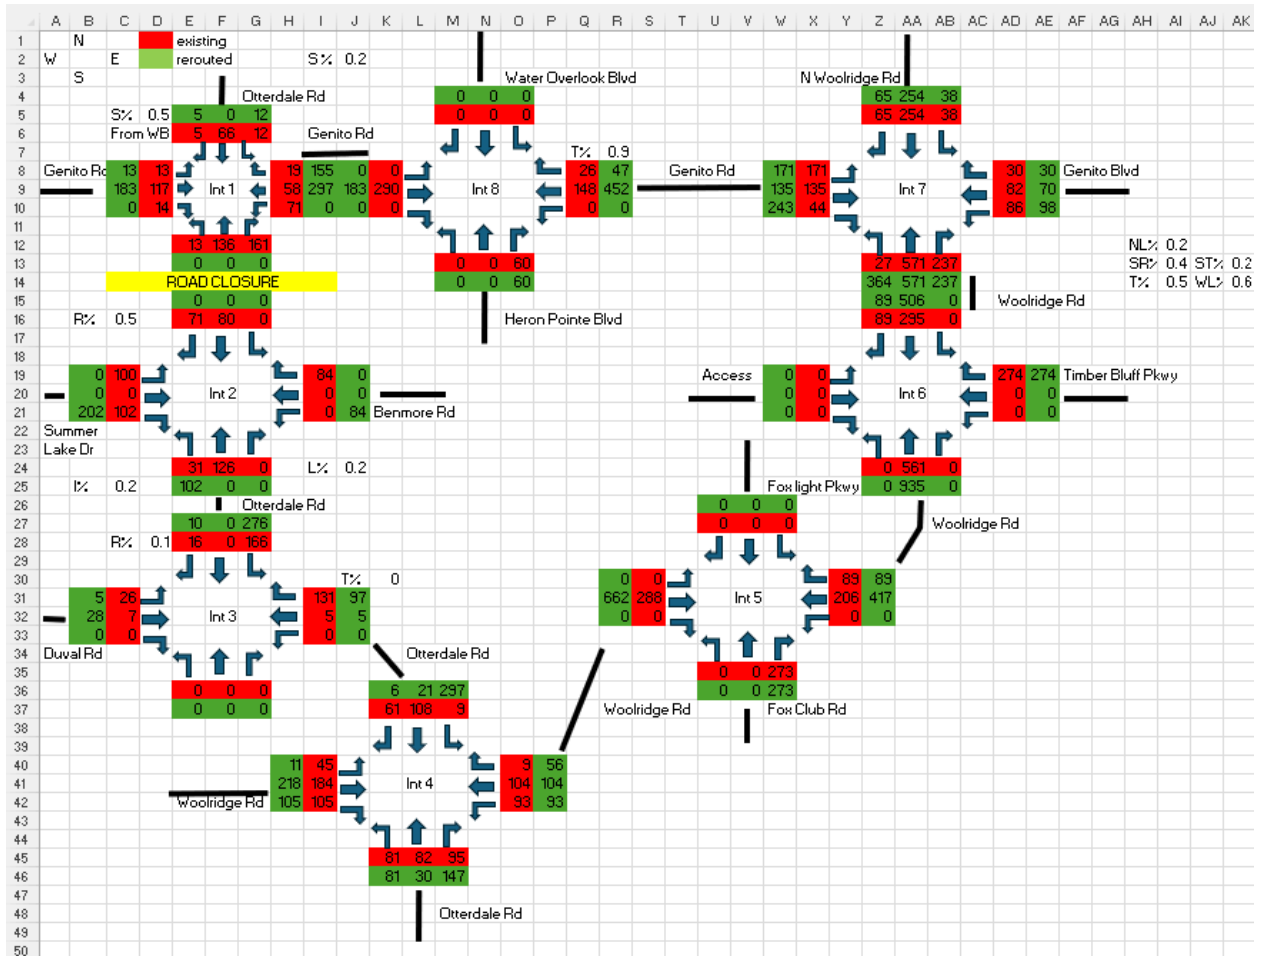 A B C D E F G H I J K L M N O P Q R S T U V W X Y Z AA AB AC AD AE AF AG AH AI AJ AK
1 N existing
2 W E rerouted S% 0.2
3 S Water Overlook Blvd N Woolridge Rd
4 Otterdale Rd 0 0 0 65 254 38
5 S% 0.5 5 0 12 0 0 0 65 254 38
6 From WB 5 66 12 Genito Rd
7 T% 0.9
8 Genito Rd 13 13 19 155 0 0 26 47 Genito Rd 171 171 30 30 Genito Blvd
9 183 117 Int 1 58 297 183 290 Int 8 148 452 135 135 Int 7 82 70
10 0 14 71 0 0 0 0 0 243 44 86 98
11
12 13 136 161 NL% 0.2
13 0 0 0 0 0 60 27 571 237 SR% 0.4 ST% 0.2
14 ROAD CLOSURE 0 0 60 364 571 237 T% 0.5 WL% 0.6
15 0 0 0 89 506 0 Woolridge Rd
16 R% 0.5 71 80 0 Heron Pointe Blvd 89 295 0
17
18
19 0 100 84 0 Access 0 0 274 274 Timber Bluff Pkwy
20 0 0 Int 2 0 0 0 0 Int 6 0 0
21 202 102 0 84 Benmore Rd 0 0 0 0
22 Summer
23 Lake Dr
24 31 126 0 L% 0.2 0 561 0
25 I% 0.2 102 0 0 Fox light Pkwy 0 935 0
26 Otterdale Rd 0 0 0
27 10 0 276 0 0 0 Woolridge Rd
28 R% 0.1 16 0 166
29
30 T% 0 0 0 89 89
31 5 26 131 97 662 288 Int 5 206 417
32 28 7 Int 3 5 5 0 0 0 0
33 0 0 0 0
34 Duval Rd Otterdale Rd
35 0 0 273
36 0 0 0 6 21 297 0 0 273
37 0 0 0 61 108 9 Woolridge Rd Fox Club Rd
38
39
40 11 45 9 56
41 218 184 Int 4 104 104
42 Woolridge Rd 105 105 93 93
43
44
45 81 82 95
46 81 30 147
47
48 Otterdale Rd
49
50